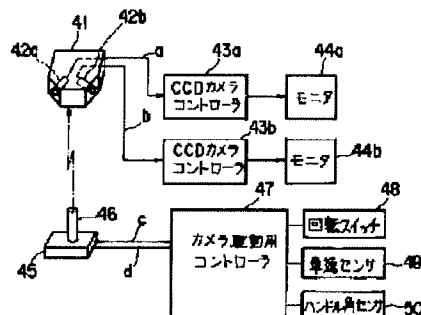 41
42a
42b
a
b
43a
CCDカメラ
コントローラ
44a
モニタ
43b
CCDカメラ
コントローラ
モニタ
44b
46
45
c
d
47
カメラ駆動用
コントローラ
48
回転スイッチ
車速センサ
49
ハンドル角センサ
50